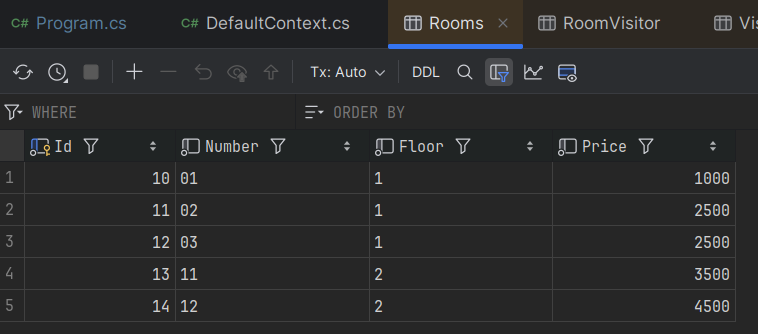 C# Program.cs C# DefaultContext.cs Rooms RoomVisitor Vis
Tx: Auto DDL
WHERE ORDER BY
Id Number Floor Price
1 10 01 1 1000
2 11 02 1 2500
3 12 03 1 2500
4 13 11 2 3500
5 14 12 2 4500